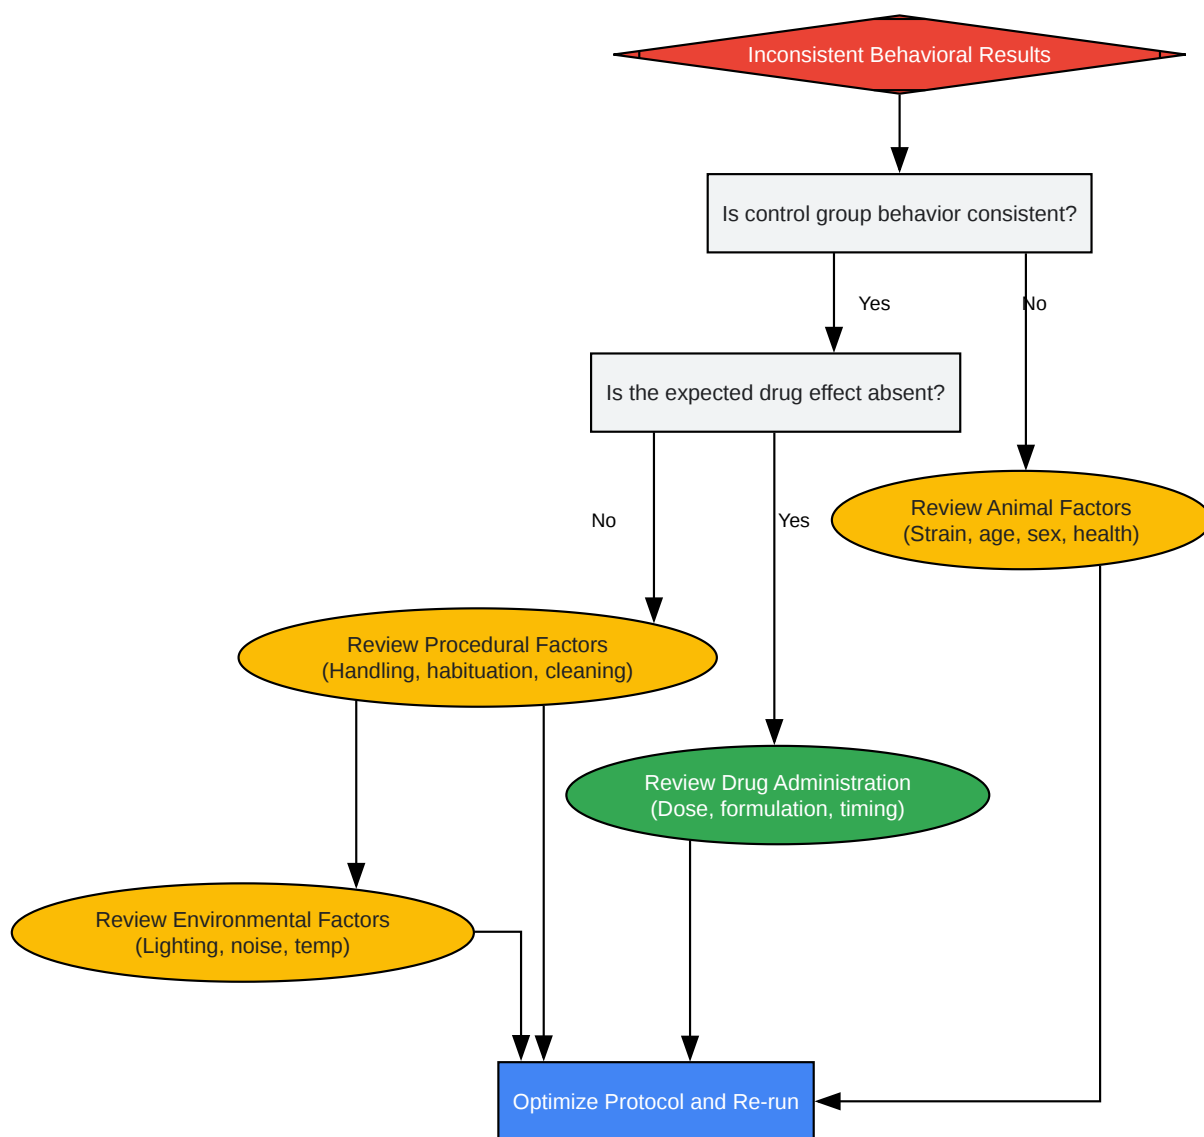 Inconsistent Behavioral Results
Is control group behavior consistent?
Yes
No
Is the expected drug effect absent?
No
Yes
Review Animal Factors
(Strain, age, sex, health)
Review Procedural Factors
(Handling, habituation, cleaning)
Review Drug Administration
(Dose, formulation, timing)
Review Environmental Factors
(Lighting, noise, temp)
Optimize Protocol and Re-run